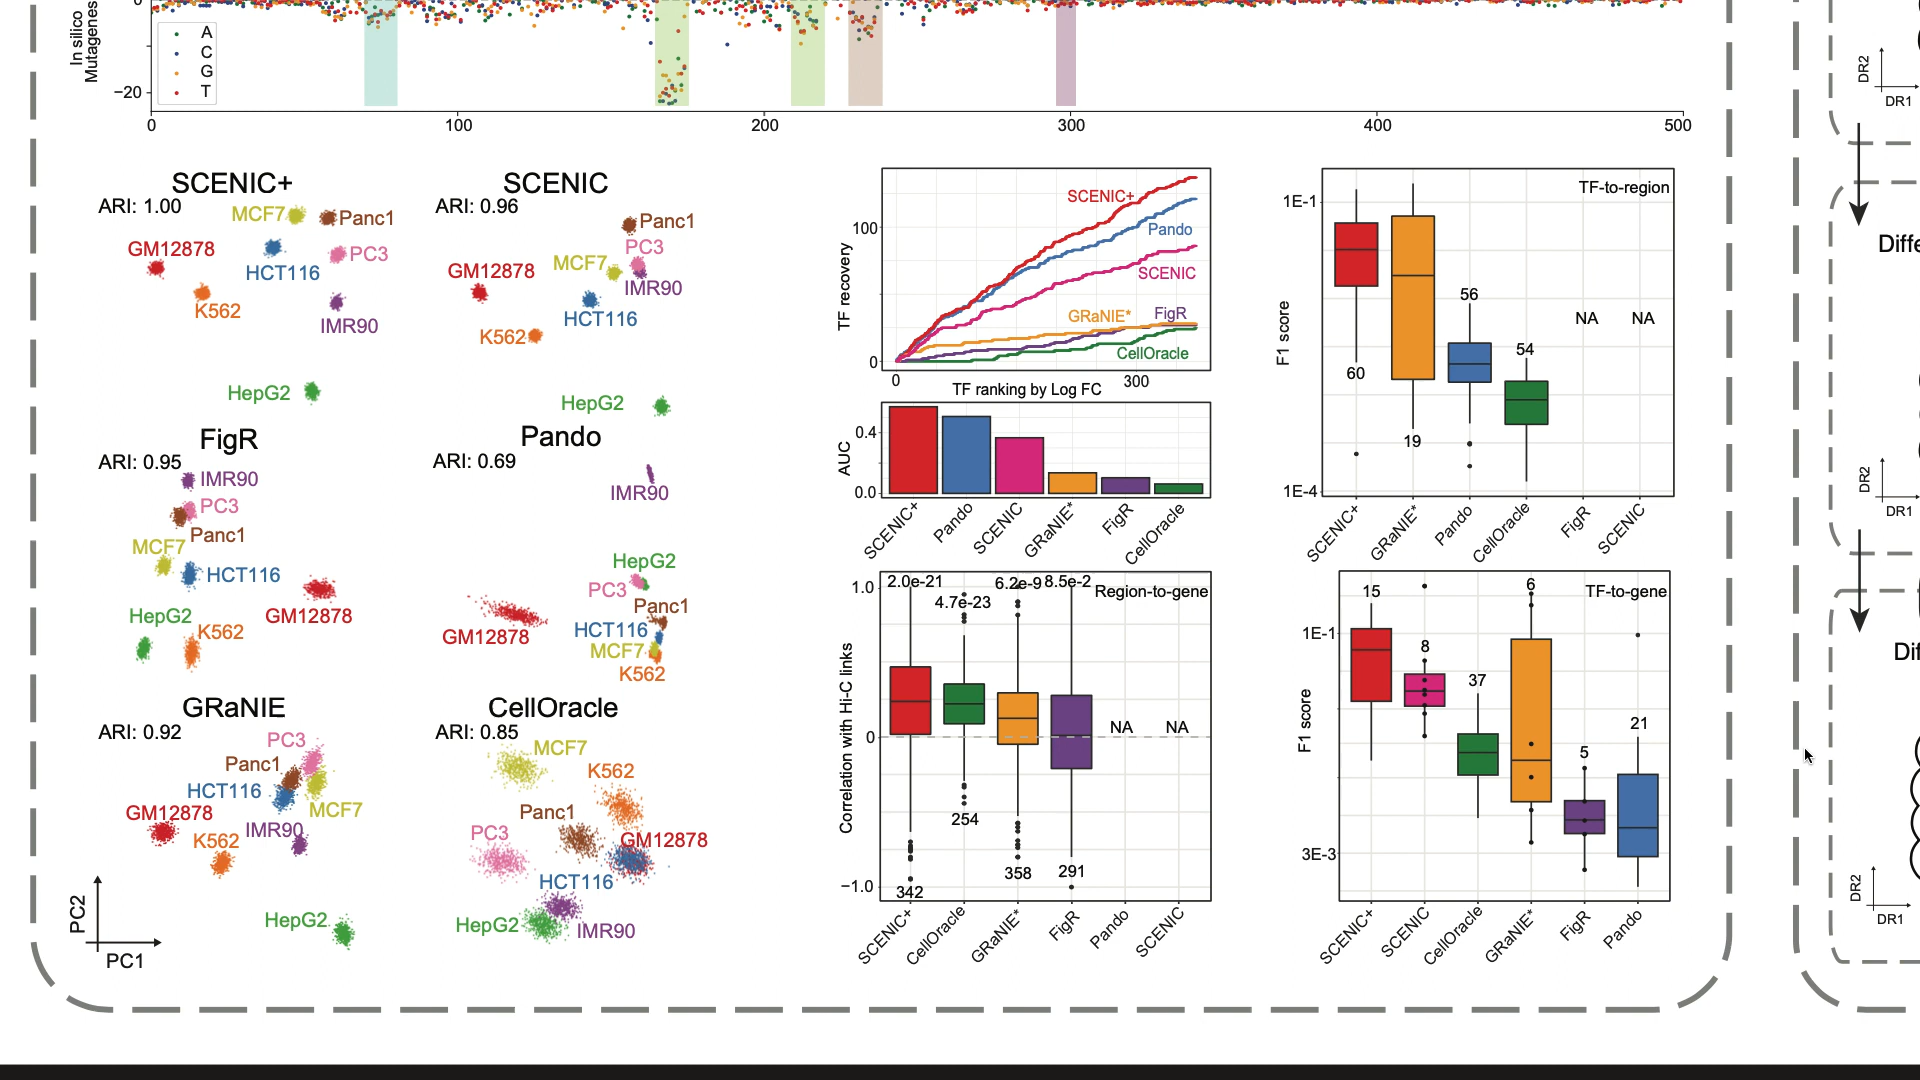 In silico
Mutagenesis
0
−20
A
C
G
T
0
100
200
300
400
500
SCENIC+
ARI: 1.00
MCF7
Panc1
GM12878
HCT116
PC3
K562
IMR90
HepG2
SCENIC
ARI: 0.96
Panc1
PC3
MCF7
GM12878
IMR90
HCT116
K562
HepG2
FigR
ARI: 0.95
IMR90
PC3
Panc1
MCF7
HCT116
GM12878
HepG2
K562
Pando
ARI: 0.69
IMR90
HepG2
PC3
Panc1
HCT116
GM12878
MCF7
K562
GRaNIE
ARI: 0.92
PC3
Panc1
HCT116
MCF7
GM12878
IMR90
K562
HepG2
CellOracle
ARI: 0.85
MCF7
K562
Panc1
PC3
GM12878
HCT116
HepG2
IMR90
PC2
PC1
TF recovery
100
0
SCENIC+
Pando
SCENIC
GRaNIE*
FigR
CellOracle
0
300
TF ranking by Log FC
AUC
0.4
0.0
SCENIC+
Pando
SCENIC
GRaNIE*
FigR
CellOracle
F1 score
1E-1
1E-4
TF-to-region
60
19
56
54
NA
NA
SCENIC+
GRaNIE*
Pando
CellOracle
FigR
SCENIC
Correlation with Hi-C links
1.0
0
−1.0
2.0e-21
4.7e-23
6.2e-9
8.5e-2
Region-to-gene
NA
NA
342
254
358
291
SCENIC+
CellOracle
GRaNIE*
FigR
Pando
SCENIC
F1 score
1E-1
3E-3
TF-to-gene
15
8
37
6
5
21
SCENIC+
SCENIC
CellOracle
GRaNIE*
FigR
Pando
DR2
DR1
Diffe
DR2
DR1
Dif
DR2
DR1